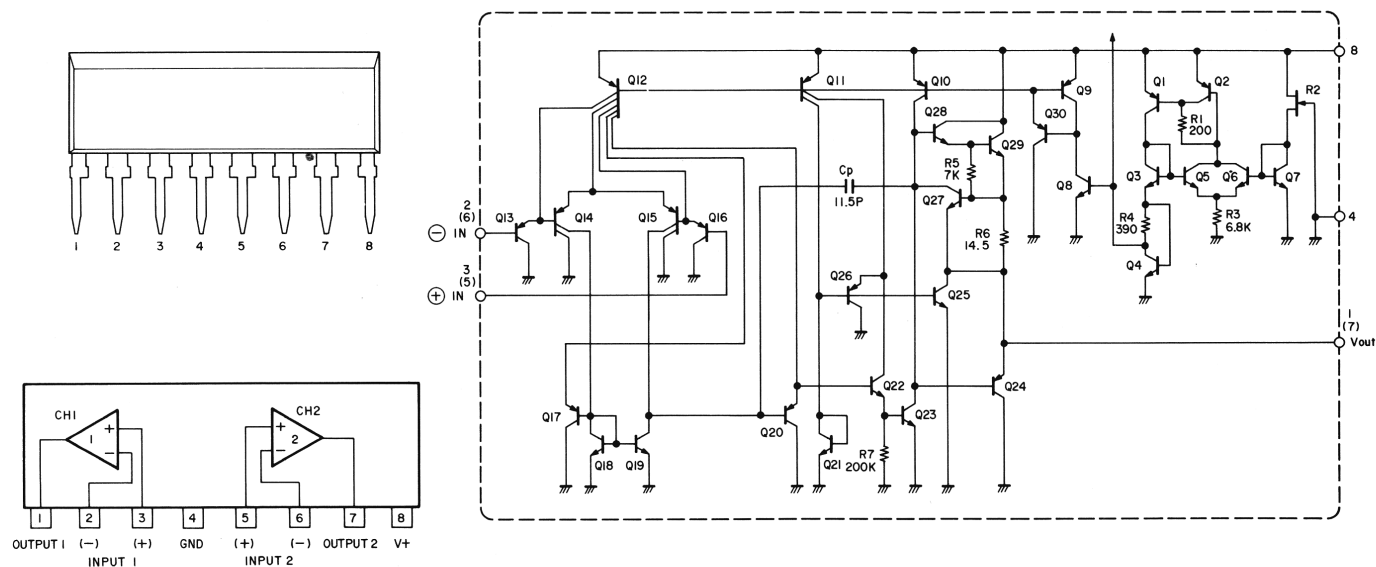 1 2 3 4 5 6 7 8
CH1
1
+
−
CH2
2
+
−
1 2 3 4 5 6 7 8
OUTPUT1 (−) (+) GND (+) (−) OUTPUT2 V+
INPUT 1 INPUT 2
2
(6)
⊖ IN
3
(5)
⊕ IN
Q12
Q11
Q10
Q9
Q1
Q2
8
R2
Q28
Q30
R1
200
Q29
R5
7K
Cp
11.5P
Q27
Q8
Q3
Q5
Q6
Q7
Q13
Q14
Q15
Q16
R4
390
R3
6.8K
4
R6
14.5
Q4
Q26
Q25
1
(7)
Vout
Q22
Q24
Q17
Q20
Q23
Q18
Q19
Q21
R7
200K